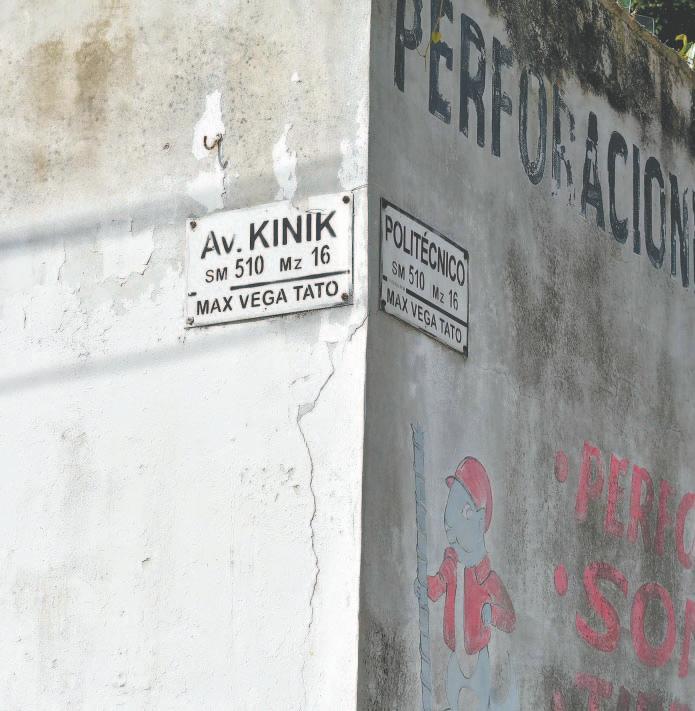 Av. KINIK
SM 510 Mz 16
MAX VEGA TATO
POLITÉCNICO
SM 510 Mz 16
MAX VEGA TATO
PERFORACION